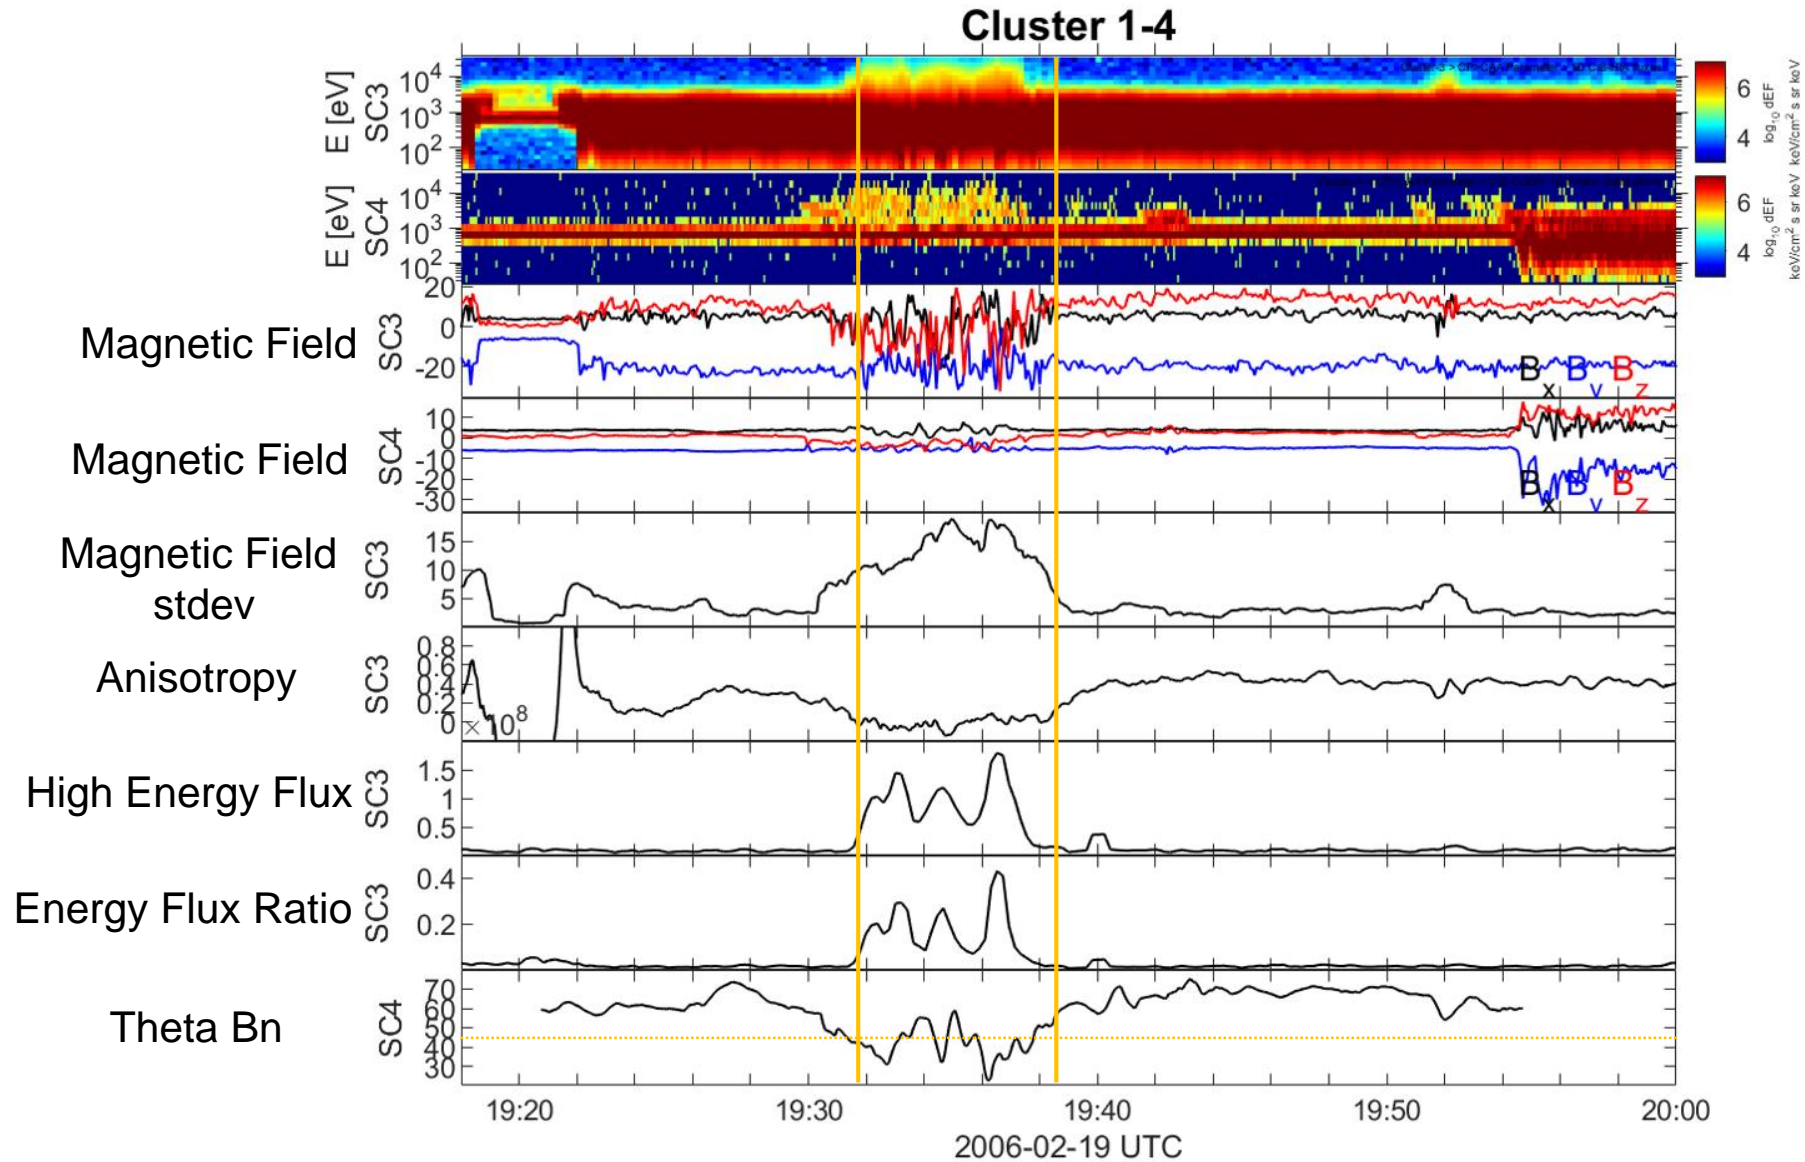 Cluster 1-4
E [eV]
SC3
10⁴
10³
10²
6
4
log₁₀ dEF
keV/cm² s sr keV
E [eV]
SC4
10⁴
10³
10²
6
4
log₁₀ dEF
keV/cm² s sr keV
Magnetic Field
SC3
20
0
-20
Bx By Bz
Magnetic Field
SC4
10
0
-10
-20
-30
Bx By Bz
Magnetic Field
stdev
SC3
15
10
5
Anisotropy
SC3
0.8
0.6
0.4
0.2
0
×10⁸
High Energy Flux
SC3
1.5
1
0.5
Energy Flux Ratio
SC3
0.4
0.2
Theta Bn
SC4
70
60
50
40
30
19:20 19:30 19:40 19:50 20:00
2006-02-19 UTC